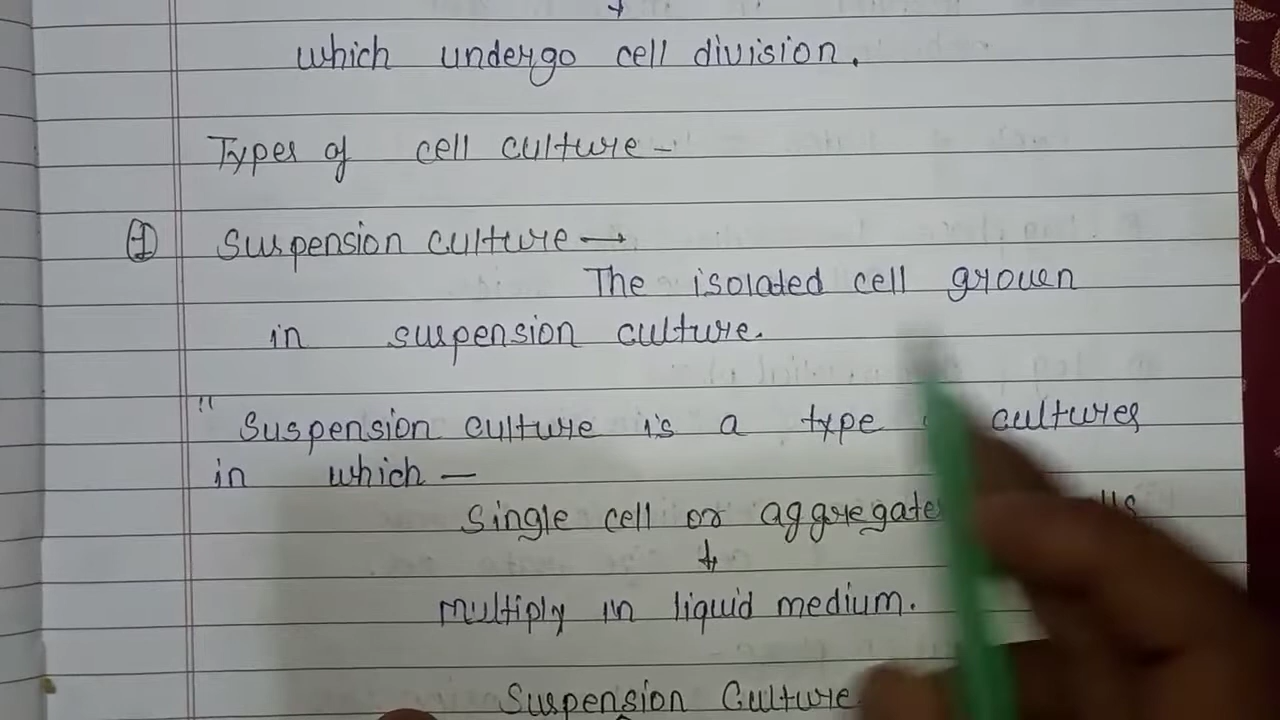 which undergo cell division.
Types of cell culture -
① Suspension culture →
The isolated cell growen
in suspension culture.
" Suspension culture is a type cultures
in which —
Single cell or aggregate
↓
multiply in liquid medium.
Suspension Culture